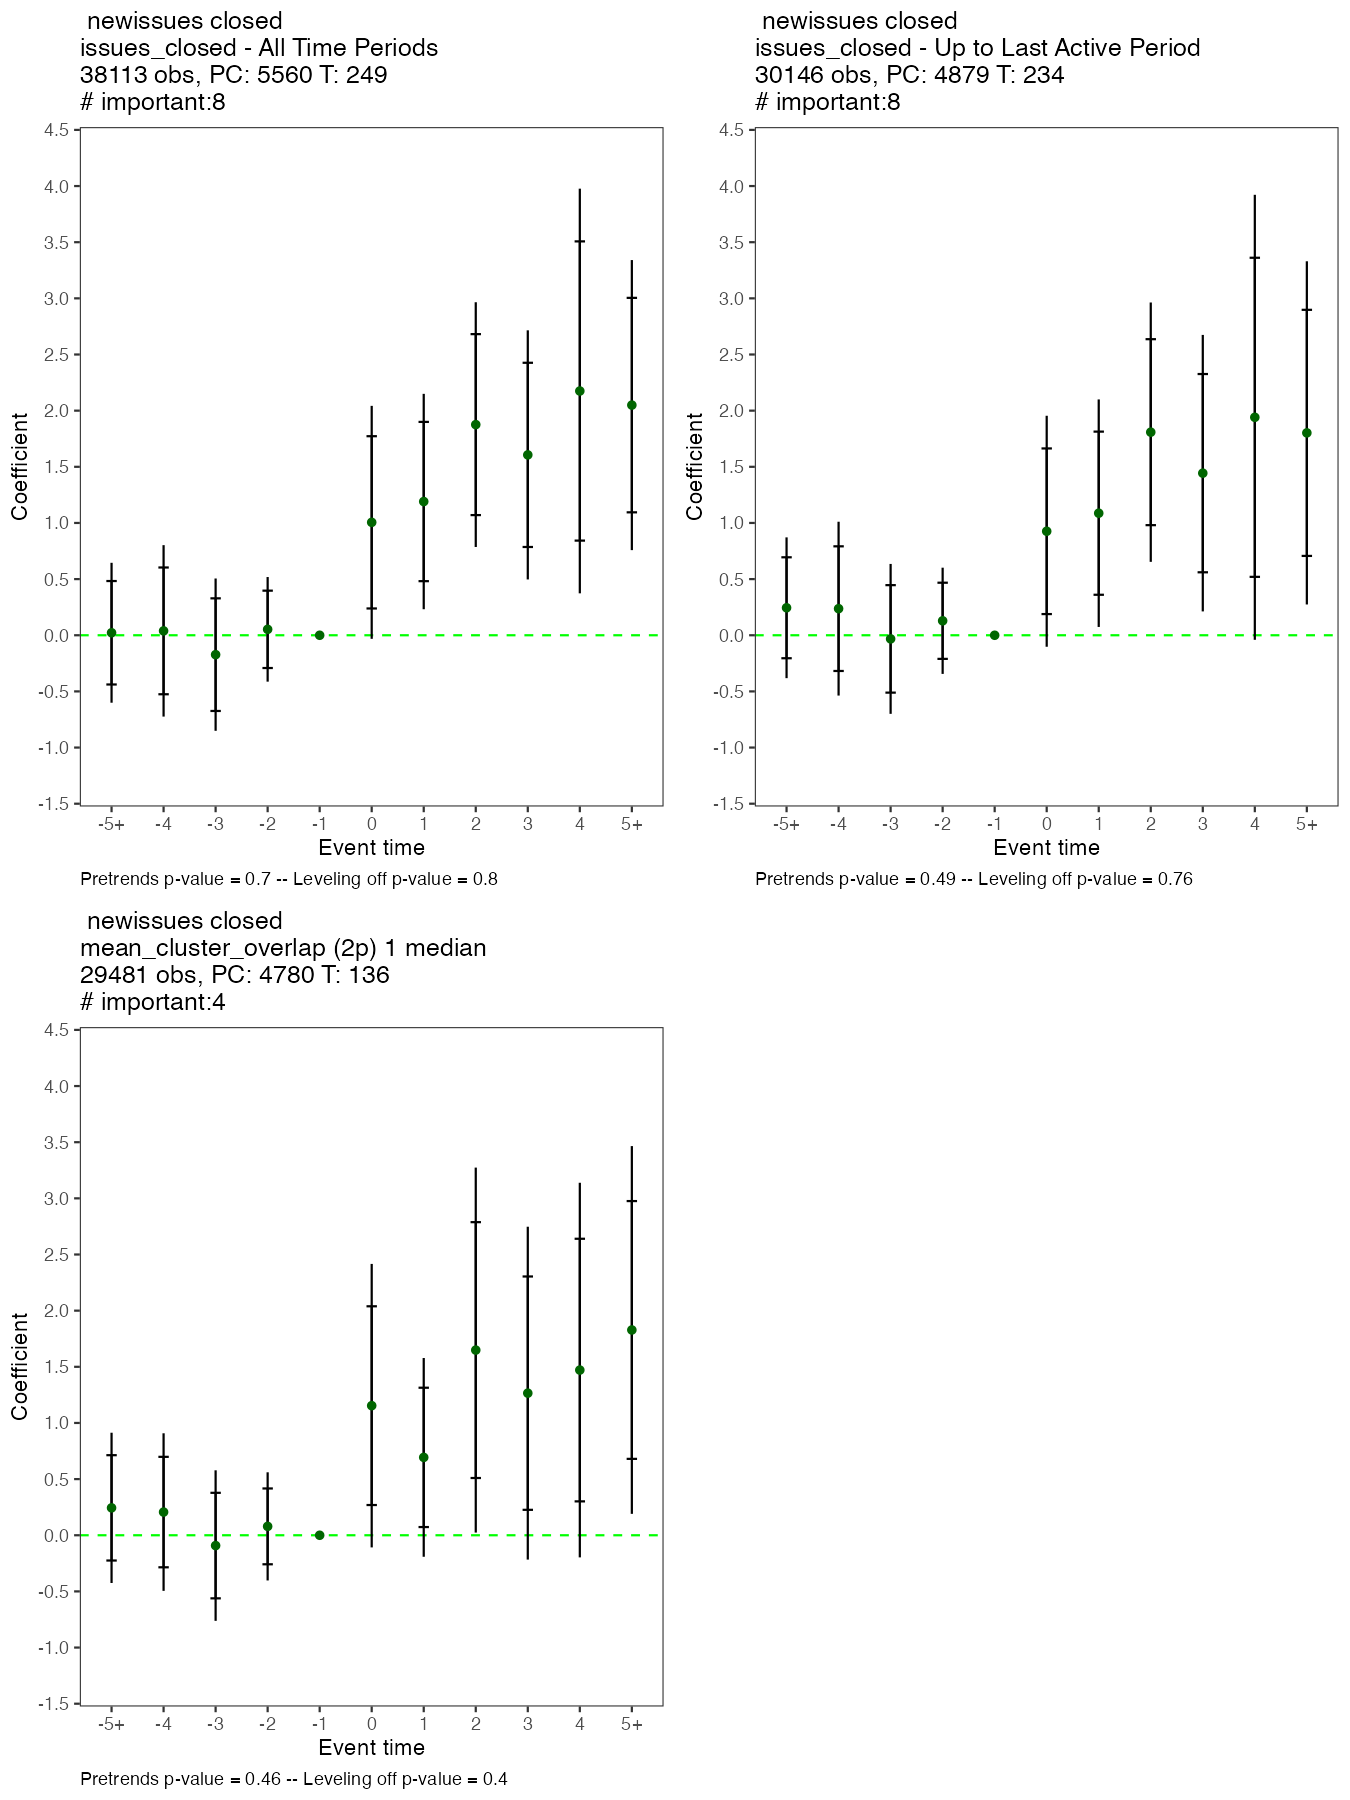 newissues closed
issues_closed - All Time Periods
38113 obs, PC: 5560 T: 249
# important:8
4.5
4.0
3.5
3.0
2.5
2.0
1.5
1.0
0.5
0.0
-0.5
-1.0
-1.5
Coefficient
-5+ -4 -3 -2 -1 0 1 2 3 4 5+
Event time
Pretrends p-value = 0.7 -- Leveling off p-value = 0.8
newissues closed
issues_closed - Up to Last Active Period
30146 obs, PC: 4879 T: 234
# important:8
4.5
4.0
3.5
3.0
2.5
2.0
1.5
1.0
0.5
0.0
-0.5
-1.0
-1.5
Coefficient
-5+ -4 -3 -2 -1 0 1 2 3 4 5+
Event time
Pretrends p-value = 0.49 -- Leveling off p-value = 0.76
newissues closed
mean_cluster_overlap (2p) 1 median
29481 obs, PC: 4780 T: 136
# important:4
4.5
4.0
3.5
3.0
2.5
2.0
1.5
1.0
0.5
0.0
-0.5
-1.0
-1.5
Coefficient
-5+ -4 -3 -2 -1 0 1 2 3 4 5+
Event time
Pretrends p-value = 0.46 -- Leveling off p-value = 0.4